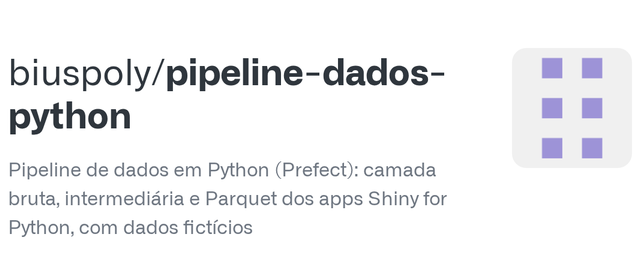 biuspoly/pipeline-dados-
python
Pipeline de dados em Python (Prefect): camada
bruta, intermediária e Parquet dos apps Shiny for
Python, com dados fictícios